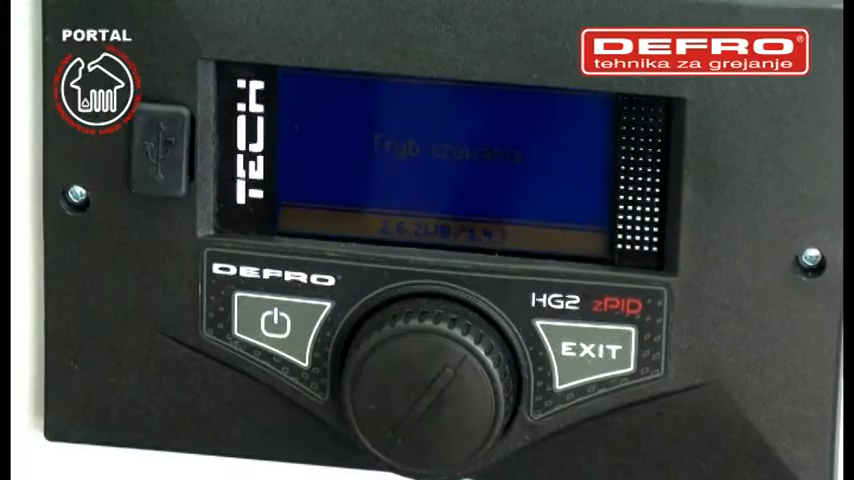 PORTAL
DEFRO®
tehnika za grejanje
TECH
Tryb czuwania
DEFRO
HG2 zPID
EXIT